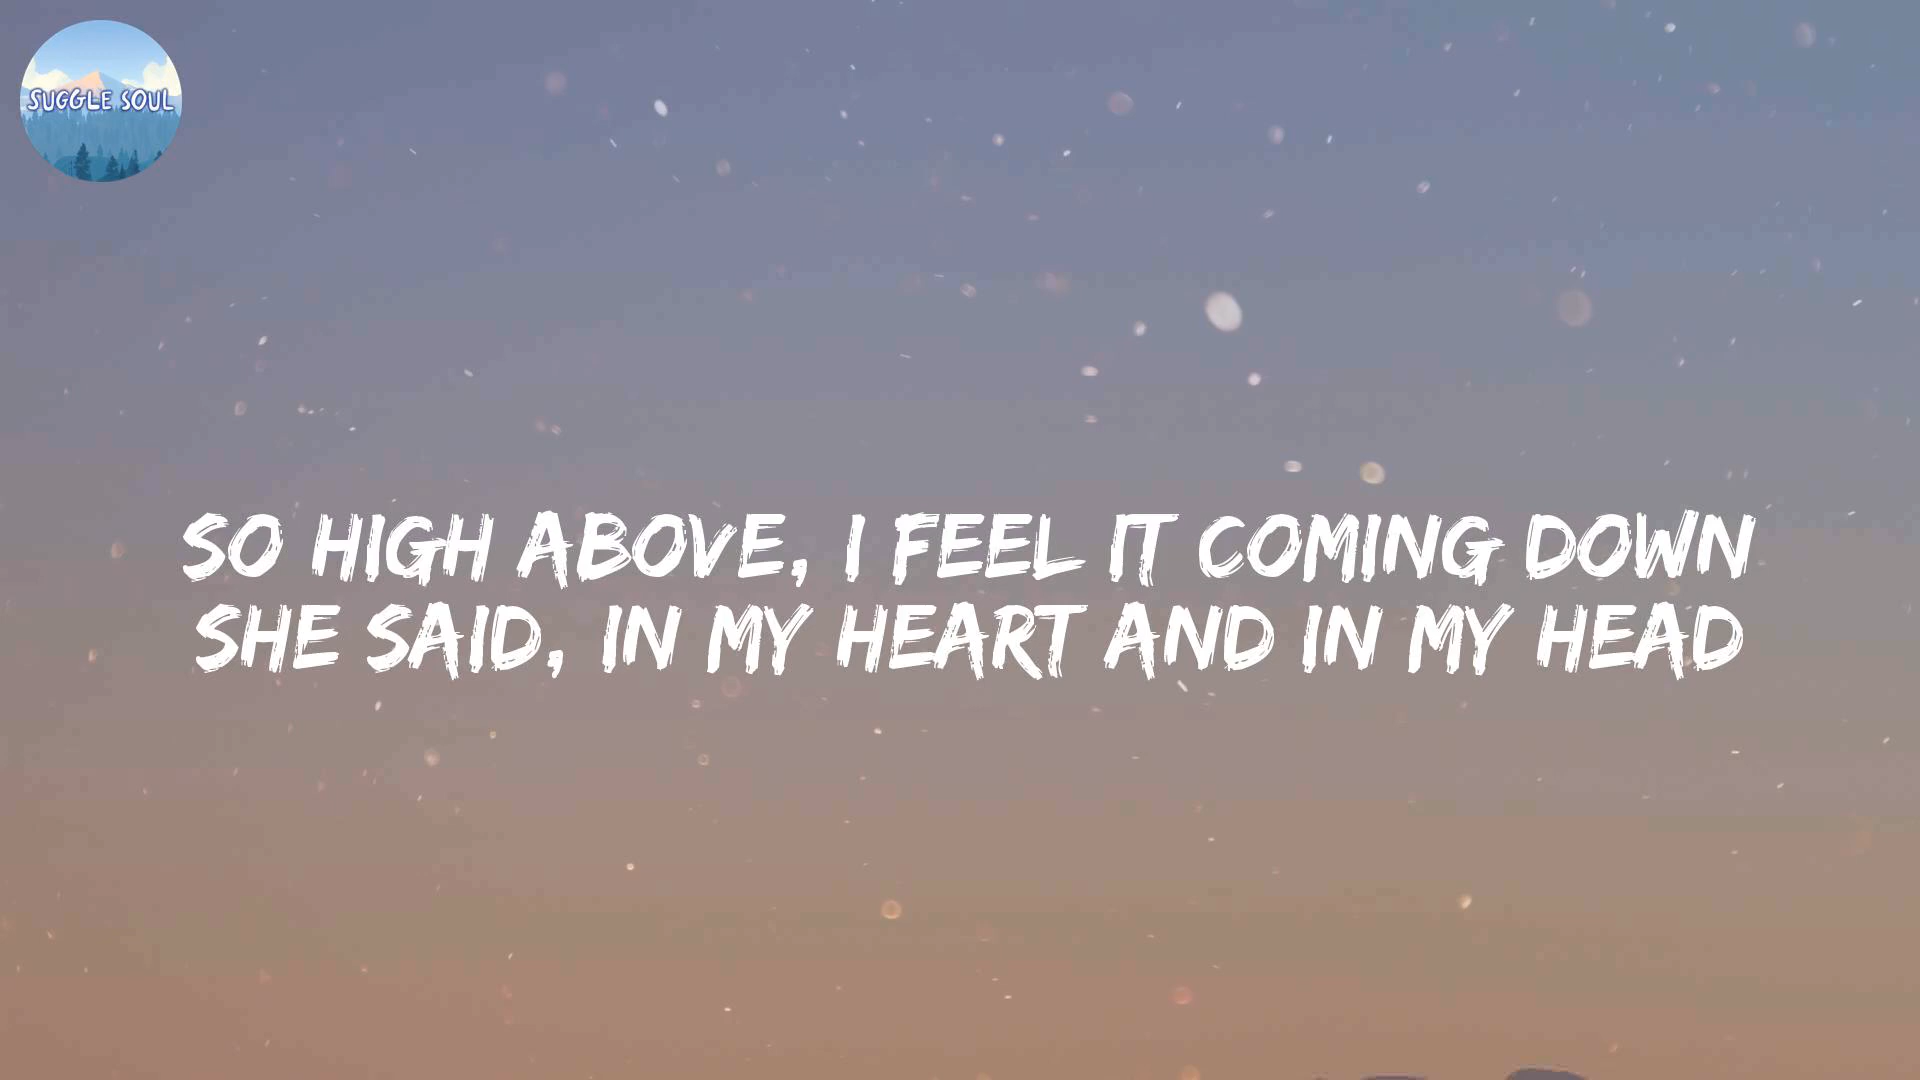 SUGGLE SOUL
SO HIGH ABOVE, I FEEL IT COMING DOWN
SHE SAID, IN MY HEART AND IN MY HEAD